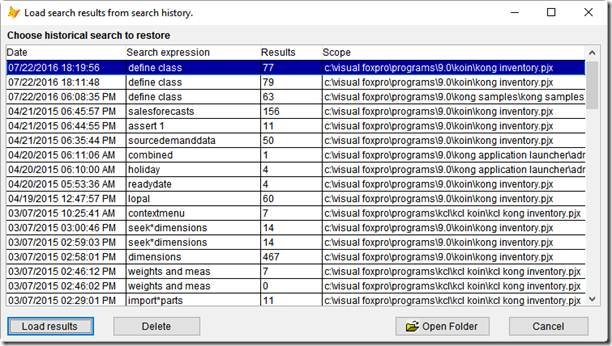 Load search results from search history.
Choose historical search to restore
Date Search expression Results Scope
07/22/2016 18:19:56 define class 77 c:\visual foxpro\programs\9.0\koin\kong inventory.pjx
07/22/2016 18:11:48 define class 79 c:\visual foxpro\programs\9.0\koin\kong inventory.pjx
07/22/2016 06:08:35 PM define class 63 c:\visual foxpro\programs\9.0\kong samples\kong samples
04/21/2015 06:45:57 PM salesforecasts 156 c:\visual foxpro\programs\9.0\koin\kong inventory.pjx
04/21/2015 06:44:55 PM assert 1 11 c:\visual foxpro\programs\9.0\koin\kong inventory.pjx
04/21/2015 06:35:44 PM sourcedemanddata 50 c:\visual foxpro\programs\9.0\koin\kong inventory.pjx
04/20/2015 06:11:06 AM combined 1 c:\visual foxpro\programs\9.0\kong application launcher\adm
04/20/2015 06:10:00 AM holiday 4 c:\visual foxpro\programs\9.0\kong application launcher\adm
04/20/2015 05:53:36 AM readydate 4 c:\visual foxpro\programs\9.0\koin\kong inventory.pjx
04/19/2015 12:47:57 PM lopal 60 c:\visual foxpro\programs\9.0\koin\kong inventory.pjx
03/07/2015 10:25:41 AM contextmenu 7 c:\visual foxpro\programs\kcl\kcl koin\kcl kong inventory.pjx
03/07/2015 03:00:46 PM seek*dimensions 14 c:\visual foxpro\programs\9.0\koin\kong inventory.pjx
03/07/2015 02:59:03 PM seek*dimensions 14 c:\visual foxpro\programs\9.0\koin\kong inventory.pjx
03/07/2015 02:58:01 PM dimensions 467 c:\visual foxpro\programs\9.0\koin\kong inventory.pjx
03/07/2015 02:46:12 PM weights and meas 7 c:\visual foxpro\programs\kcl\kcl koin\kcl kong inventory.pjx
03/07/2015 02:46:02 PM weights and meas 0 c:\visual foxpro\programs\kcl\kcl koin\kcl kong inventory.pjx
03/07/2015 02:29:01 PM import*parts 11 c:\visual foxpro\programs\kcl\kcl koin\kcl kong inventory.pjx
Load results Delete Open Folder Cancel